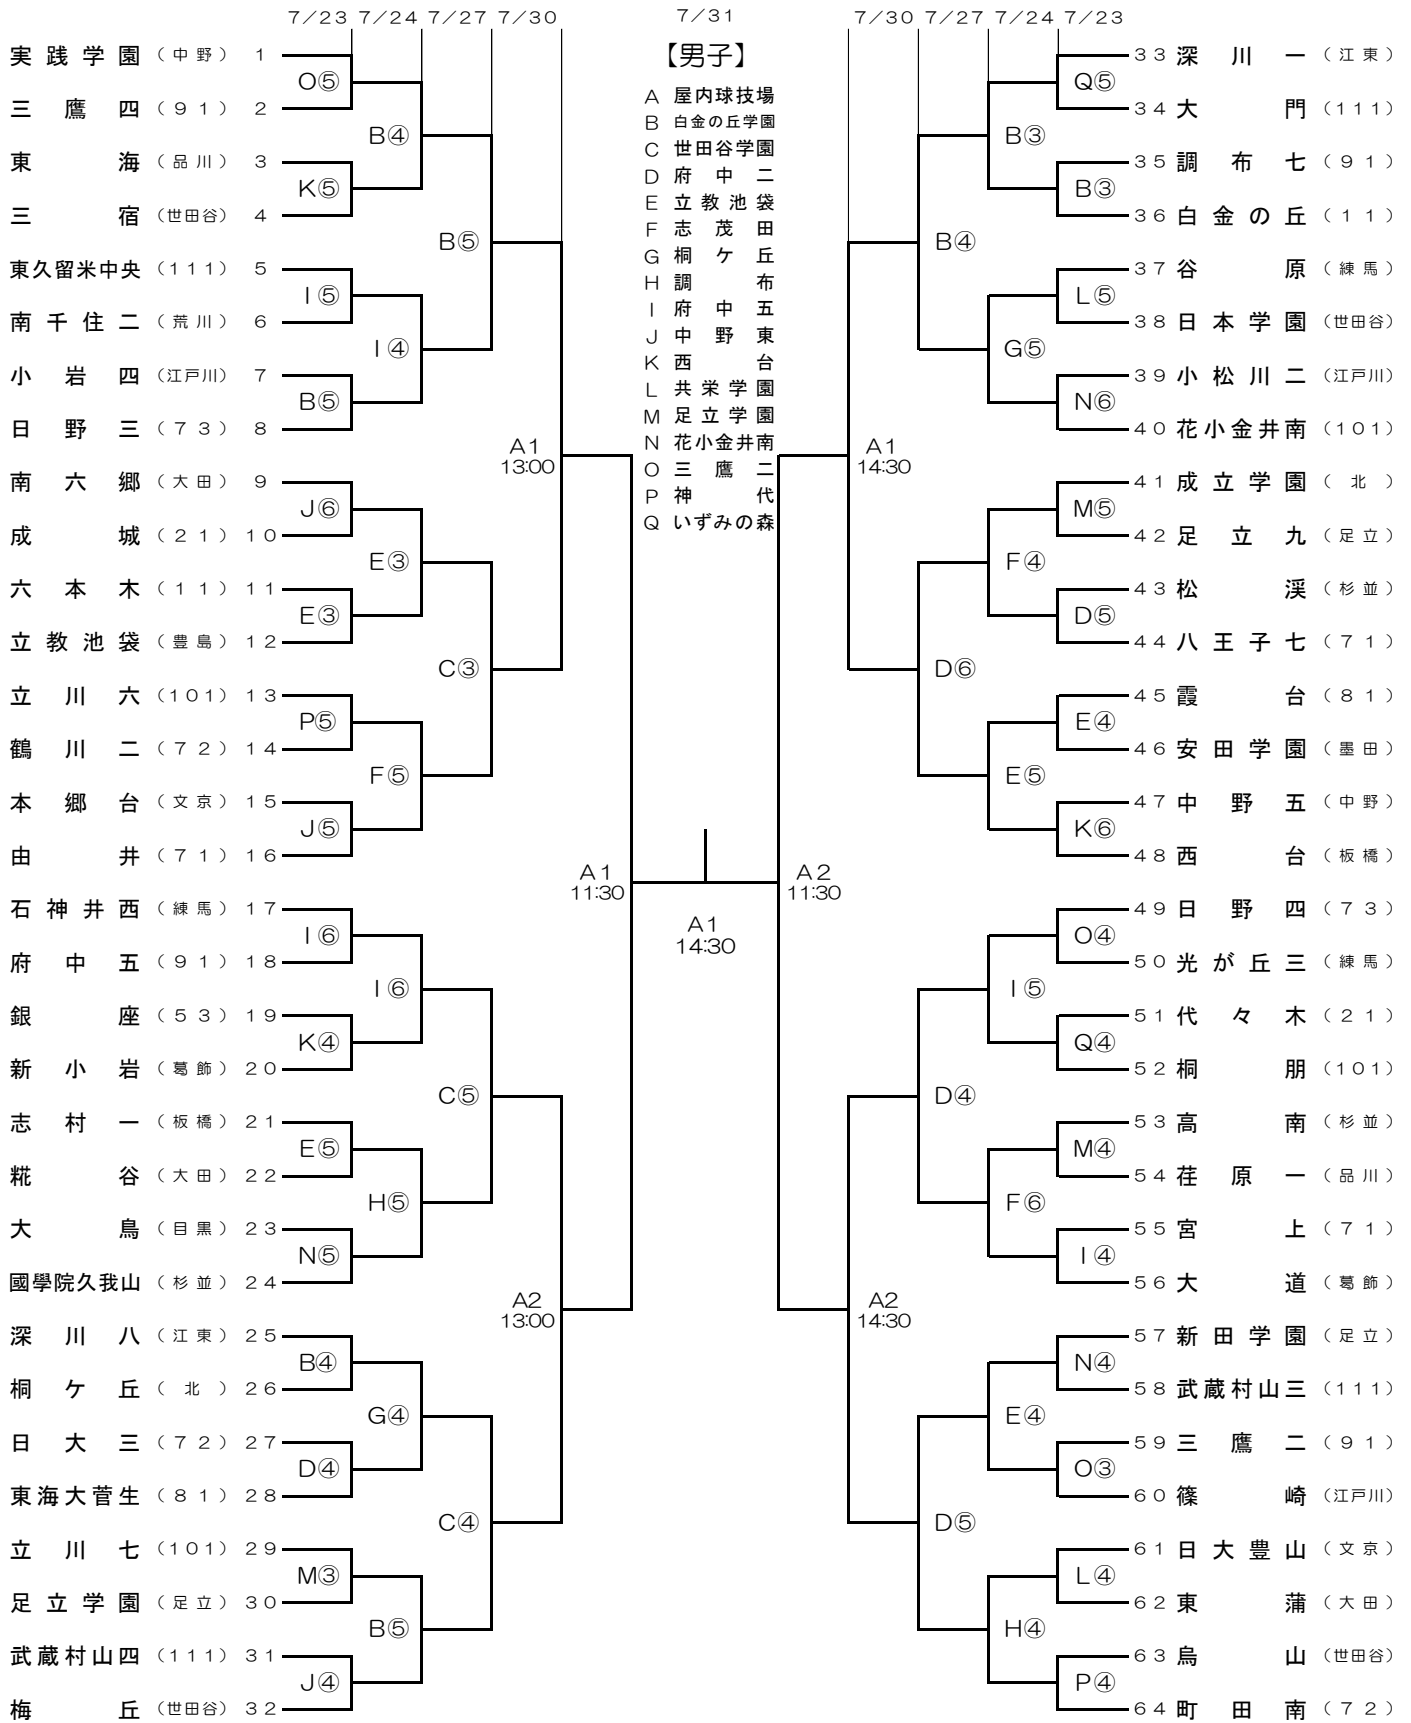 7/23 7/24 7/27 7/30 7/31 7/30 7/27 7/24 7/23
【男子】
A 屋内球技場
B 白金の丘学園
C 世田谷学園
D 府中二
E 立教池袋
F 志茂田
G 桐ケ丘
H 調布
I 府中五
J 中野東
K 西台
L 共栄学園
M 足立学園
N 花小金井南
O 三鷹二
P 神代
Q いずみの森
実践学園 (中野) 1
三鷹四 (91) 2
東海 (品川) 3
三宿 (世田谷) 4
東久留米中央 (111) 5
南千住二 (荒川) 6
小岩四 (江戸川) 7
日野三 (73) 8
南六郷 (大田) 9
成城 (21) 10
六本木 (11) 11
立教池袋 (豊島) 12
立川六 (101) 13
鶴川二 (72) 14
本郷台 (文京) 15
由井 (71) 16
石神井西 (練馬) 17
府中五 (91) 18
銀座 (53) 19
新小岩 (葛飾) 20
志村一 (板橋) 21
糀谷 (大田) 22
大鳥 (目黒) 23
國學院久我山 (杉並) 24
深川八 (江東) 25
桐ケ丘 (北) 26
日大三 (72) 27
東海大菅生 (81) 28
立川七 (101) 29
足立学園 (足立) 30
武蔵村山四 (111) 31
梅丘 (世田谷) 32
O⑤
K⑤
I⑤
B⑤
J⑥
E③
P⑤
J⑤
I⑥
K④
E⑤
N⑤
B④
D④
M③
J④
B④
I④
E③
F⑤
I⑥
H⑤
G④
B⑤
B⑤
C③
C⑤
C④
A1
13:00
A2
13:00
A1
11:30
A1
14:30
A2
11:30
A1
14:30
A2
14:30
B④
D⑥
D④
D⑤
B③
G⑤
F④
E⑤
I⑤
F⑥
E④
H④
Q⑤
B③
L⑤
N⑥
M⑤
D⑤
E④
K⑥
O④
Q④
M④
I④
N④
O③
L④
P④
33 深川一 (江東)
34 大門 (111)
35 調布七 (91)
36 白金の丘 (11)
37 谷原 (練馬)
38 日本学園 (世田谷)
39 小松川二 (江戸川)
40 花小金井南 (101)
41 成立学園 (北)
42 足立九 (足立)
43 松渓 (杉並)
44 八王子七 (71)
45 霞台 (81)
46 安田学園 (墨田)
47 中野五 (中野)
48 西台 (板橋)
49 日野四 (73)
50 光が丘三 (練馬)
51 代々木 (21)
52 桐朋 (101)
53 高南 (杉並)
54 荏原一 (品川)
55 宮上 (71)
56 大道 (葛飾)
57 新田学園 (足立)
58 武蔵村山三 (111)
59 三鷹二 (91)
60 篠崎 (江戸川)
61 日大豊山 (文京)
62 東蒲 (大田)
63 烏山 (世田谷)
64 町田南 (72)